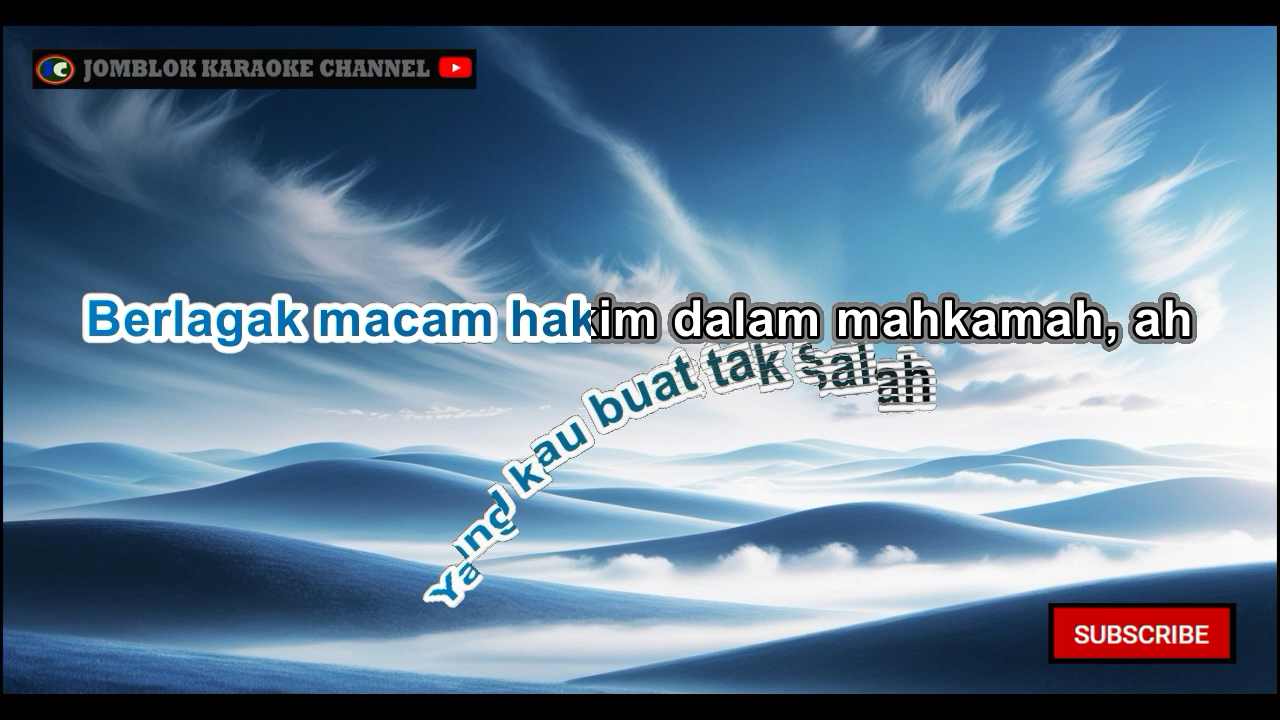 JOMBLOK KARAOKE CHANNEL
Berlagak macam hakim dalam mahkamah, ah
Yang kau buat tak salah
SUBSCRIBE